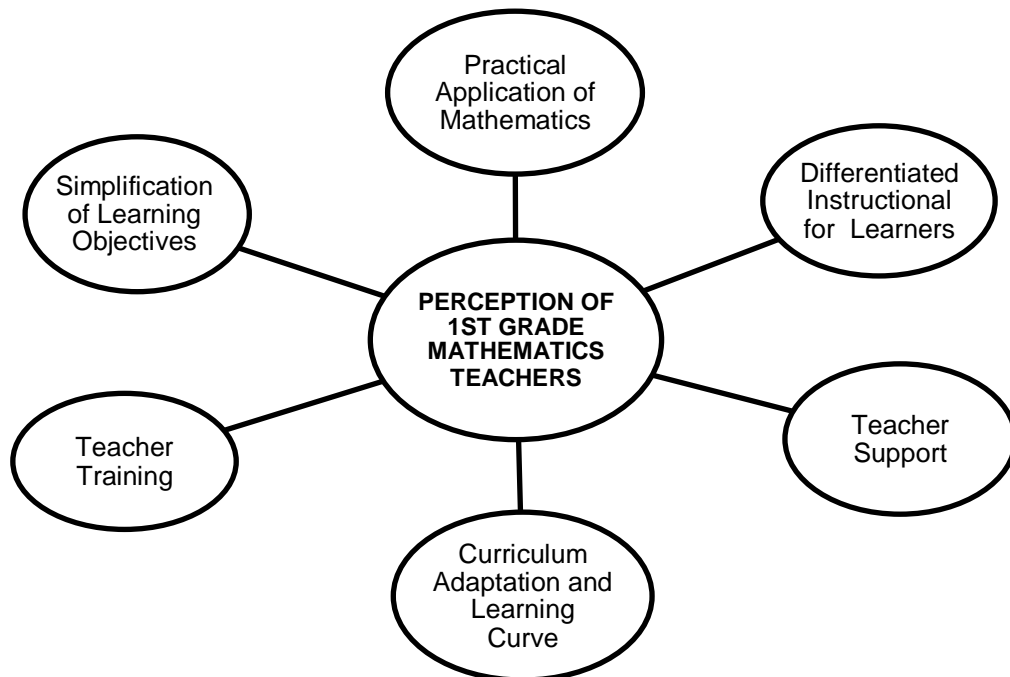 Practical
Application of
Mathematics
Simplification
of Learning
Objectives
Differentiated
Instructional
for Learners
PERCEPTION OF
1ST GRADE
MATHEMATICS
TEACHERS
Teacher
Training
Teacher
Support
Curriculum
Adaptation and
Learning
Curve